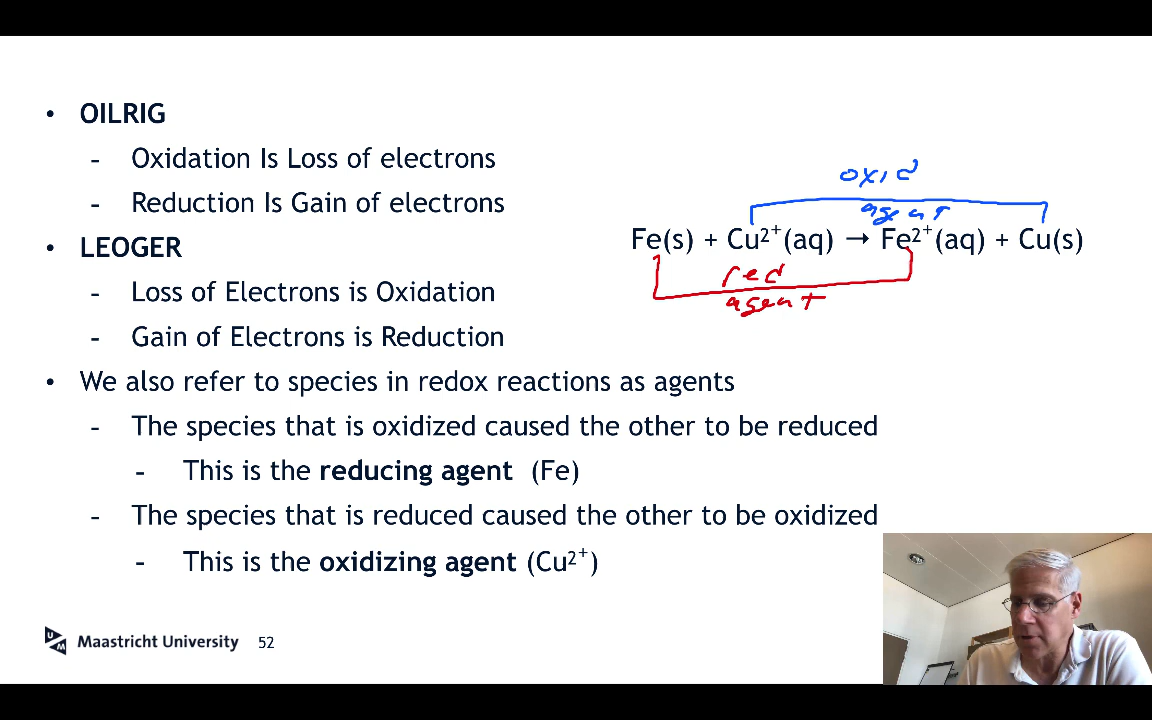 • OILRIG
- Oxidation Is Loss of electrons
- Reduction Is Gain of electrons
• LEOGER
- Loss of Electrons is Oxidation
- Gain of Electrons is Reduction
• We also refer to species in redox reactions as agents
- The species that is oxidized caused the other to be reduced
- This is the reducing agent (Fe)
- The species that is reduced caused the other to be oxidized
- This is the oxidizing agent (Cu²⁺)
oxid
agent
Fe(s) + Cu²⁺(aq) → Fe²⁺(aq) + Cu(s)
red
agent
UM Maastricht University 52